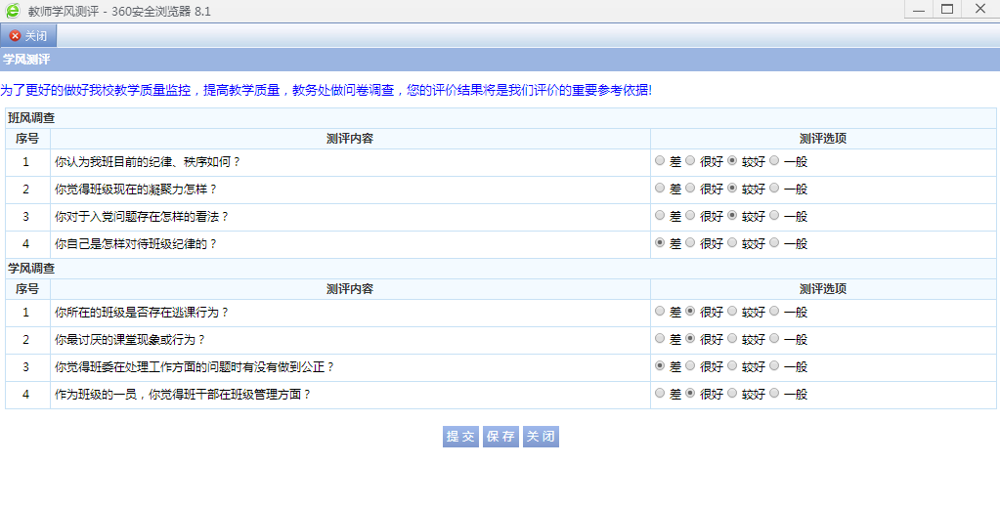 教师学风测评 - 360安全浏览器 8.1
关闭
学风测评
为了更好的做好我校教学质量监控，提高教学质量，教务处做问卷调查，您的评价结果将是我们评价的重要参考依据!
班风调查
序号 测评内容 测评选项
1 你认为我班目前的纪律、秩序如何？ 差 很好 较好 一般
2 你觉得班级现在的凝聚力怎样？ 差 很好 较好 一般
3 你对于入党问题存在怎样的看法？ 差 很好 较好 一般
4 你自己是怎样对待班级纪律的？ 差 很好 较好 一般
学风调查
序号 测评内容 测评选项
1 你所在的班级是否存在逃课行为？ 差 很好 较好 一般
2 你最讨厌的课堂现象或行为？ 差 很好 较好 一般
3 你觉得班委在处理工作方面的问题时有没有做到公正？ 差 很好 较好 一般
4 作为班级的一员，你觉得班干部在班级管理方面？ 差 很好 较好 一般
提交 保存 关闭